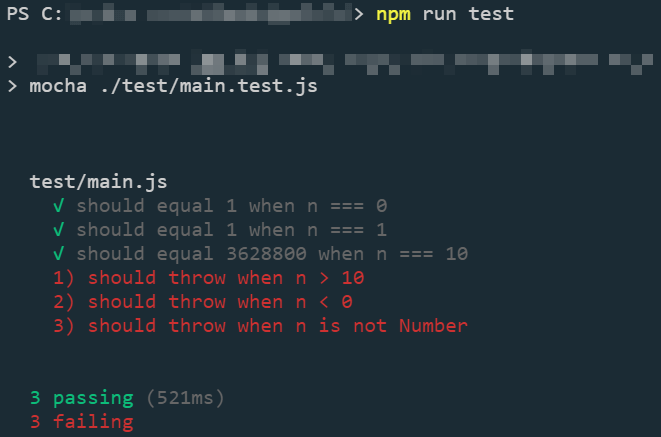 PS C:> npm run test
>
> mocha ./test/main.test.js
test/main.js
√ should equal 1 when n === 0
√ should equal 1 when n === 1
√ should equal 3628800 when n === 10
1) should throw when n > 10
2) should throw when n < 0
3) should throw when n is not Number
3 passing (521ms)
3 failing